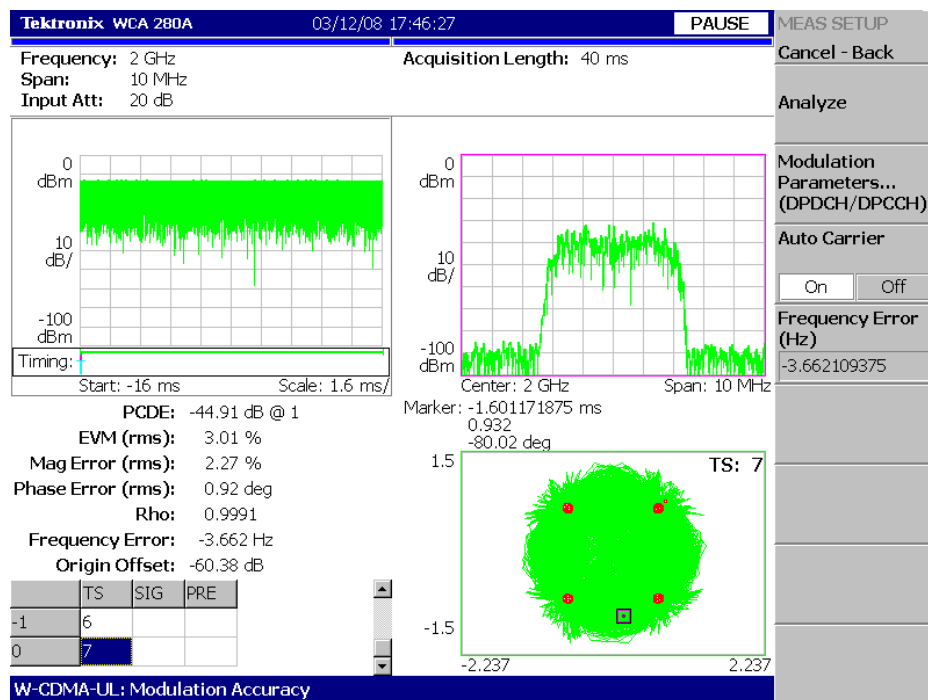 Tektronix WCA 280A 03/12/08 17:46:27 PAUSE
MEAS SETUP
Cancel - Back
Frequency: 2 GHz
Span: 10 MHz
Input Att: 20 dB
Acquisition Length: 40 ms
Analyze
Modulation
Parameters...
(DPDCH/DPCCH)
Auto Carrier
On Off
Frequency Error
(Hz)
-3.662109375
0
dBm
10
dB/
-100
dBm
Timing:
Start: -16 ms Scale: 1.6 ms/
0
dBm
10
dB/
-100
dBm
Center: 2 GHz Span: 10 MHz
PCDE: -44.91 dB @ 1
EVM (rms): 3.01 %
Mag Error (rms): 2.27 %
Phase Error (rms): 0.92 deg
Rho: 0.9991
Frequency Error: -3.662 Hz
Origin Offset: -60.38 dB
Marker: -1.601171875 ms
0.932
-80.02 deg
1.5
TS: 7
-1.5
-2.237 2.237
TS SIG PRE
-1 6
0 7
W-CDMA-UL: Modulation Accuracy